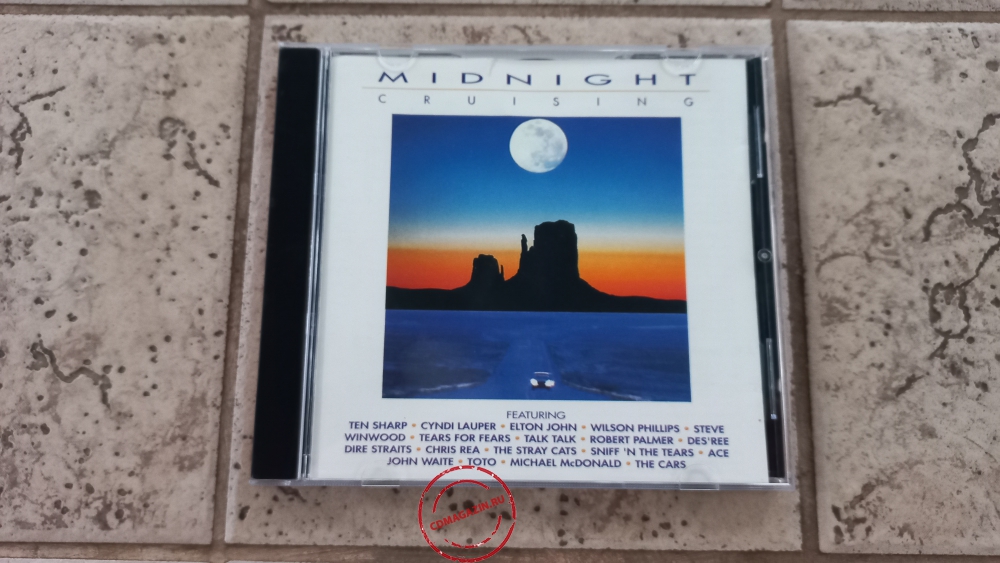 MIDNIGHT
CRUISING
FEATURING
TEN SHARP • CYNDI LAUPER • ELTON JOHN • WILSON PHILLIPS • STEVE
WINWOOD • TEARS FOR FEARS • TALK TALK • ROBERT PALMER • DES'REE
DIRE STRAITS • CHRIS REA • THE STRAY CATS • SNIFF 'N THE TEARS • ACE
JOHN WAITE • TOTO • MICHAEL McDONALD • THE CARS
CDMAGAZIN.RU